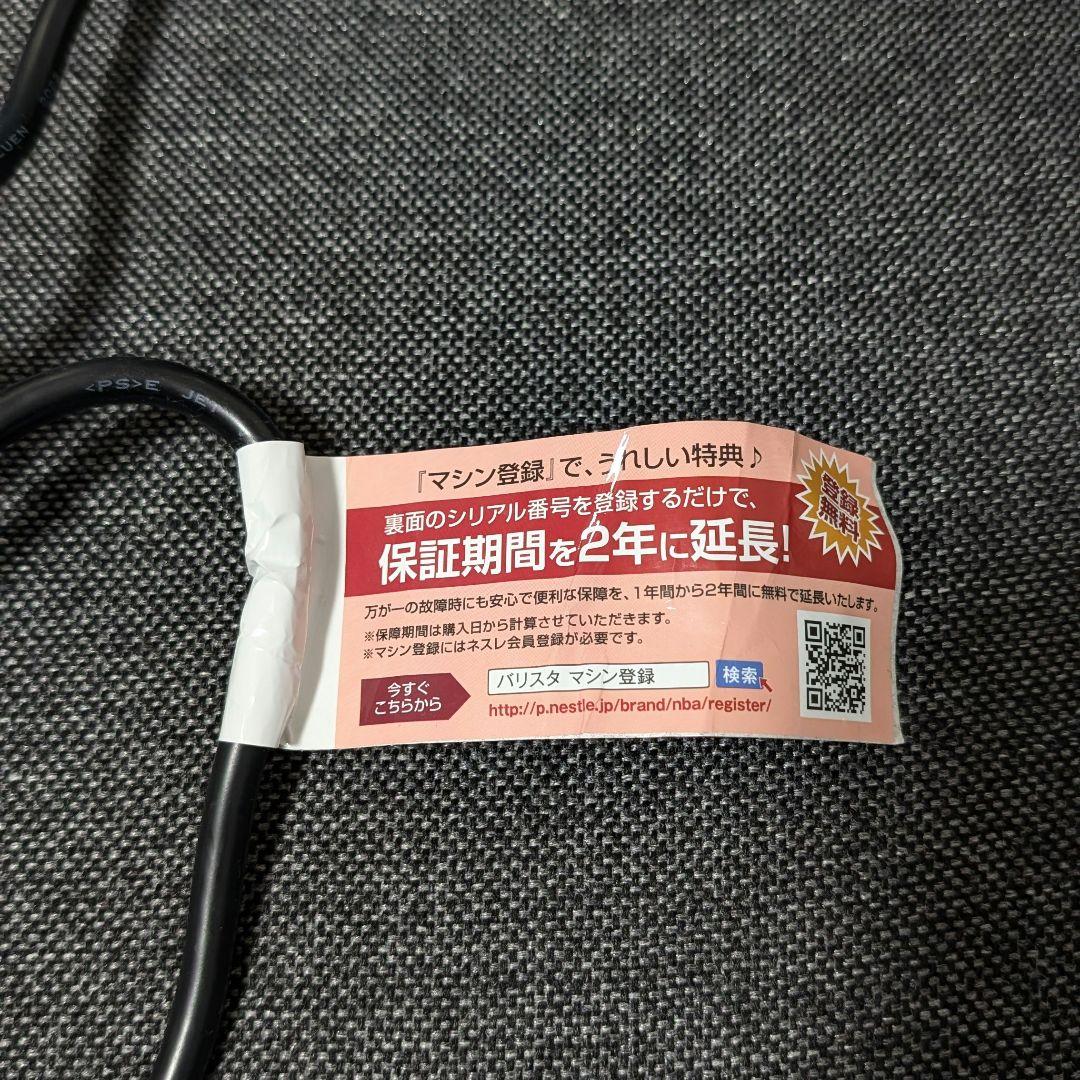 UEN
<PS>E JET
『マシン登録』で、うれしい特典♪
裏面のシリアル番号を登録するだけで、
保証期間を2年に延長!
登録
無料
万が一の故障時にも安心で便利な保障を、1年間から2年間に無料で延長いたします。
※保障期間は購入日から計算させていただきます。
※マシン登録にはネスレ会員登録が必要です。
今すぐ
こちらから
バリスタ マシン登録 検索
http://p.nestle.jp/brand/nba/register/